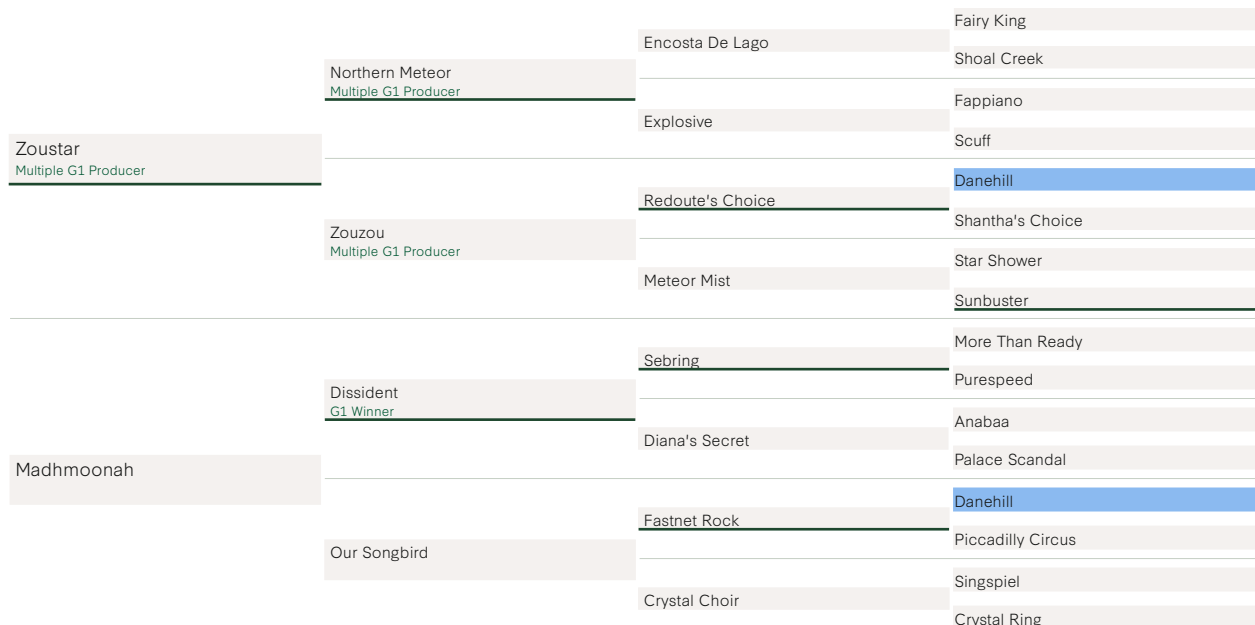 Zoustar
Multiple G1 Producer
Madhmoonah
Northern Meteor
Multiple G1 Producer
Zouzou
Multiple G1 Producer
Dissident
G1 Winner
Our Songbird
Encosta De Lago
Explosive
Redoute's Choice
Meteor Mist
Sebring
Diana's Secret
Fastnet Rock
Crystal Choir
Fairy King
Shoal Creek
Fappiano
Scuff
Danehill
Shantha's Choice
Star Shower
Sunbuster
More Than Ready
Purespeed
Anabaa
Palace Scandal
Danehill
Piccadilly Circus
Singspiel
Crystal Ring